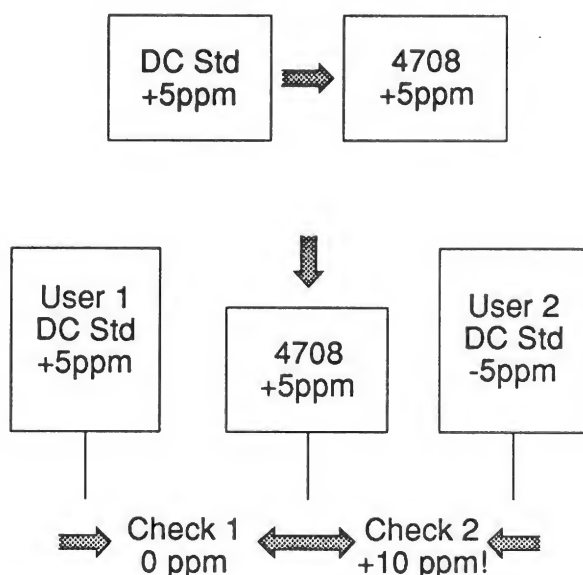 DC Std
+5ppm
4708
+5ppm
User 1
DC Std
+5ppm
4708
+5ppm
User 2
DC Std
-5ppm
Check 1
0 ppm
Check 2
+10 ppm!